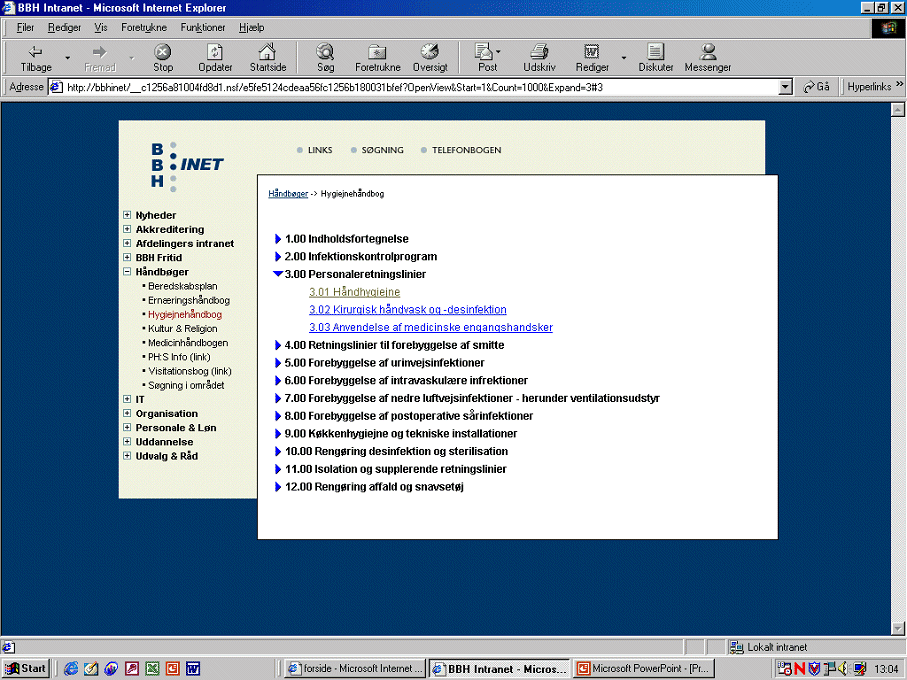 BBH Intranet - Microsoft Internet Explorer
Filer Rediger Vis Foretrukne Funktioner Hjælp
Tilbage Fremad Stop Opdater Startside Søg Foretrukne Oversigt Post Udskriv Rediger Diskuter Messenger
Adresse http://bbhinet/__c1256a81004fd8d1.nsf/e5fe5124cdeaa56fc1256b180031bfef?OpenView&Start=1&Count=1000&Expand=3#3 Gå Hyperlinks »
BBH INET
LINKS SØGNING TELEFONBOGEN
Håndbøger -> Hygiejnehåndbog
Nyheder
Akkreditering
Afdelingers intranet
BBH Fritid
Håndbøger
Beredskabsplan
Ernæringshåndbog
Hygiejnehåndbog
Kultur & Religion
Medicinhåndbogen
PH:S Info (link)
Visitationsbog (link)
Søgning i området
IT
Organisation
Personale & Løn
Uddannelse
Udvalg & Råd
1.00 Indholdsfortegnelse
2.00 Infektionskontrolprogram
3.00 Personaleretningslinier
3.01 Håndhygiejne
3.02 Kirurgisk håndvask og -desinfektion
3.03 Anvendelse af medicinske engangshandsker
4.00 Retningslinier til forebyggelse af smitte
5.00 Forebyggelse af urinvejsinfektioner
6.00 Forebyggelse af intravaskulære infrektioner
7.00 Forebyggelse af nedre luftvejsinfektioner - herunder ventilationsudstyr
8.00 Forebyggelse af postoperative sårinfektioner
9.00 Køkkenhygiejne og tekniske installationer
10.00 Rengøring desinfektion og sterilisation
11.00 Isolation og supplerende retningslinier
12.00 Rengøring affald og snavsetøj
Lokalt intranet
Start forside - Microsoft Internet ... BBH Intranet - Micros... Microsoft PowerPoint - [Pr... 13:04